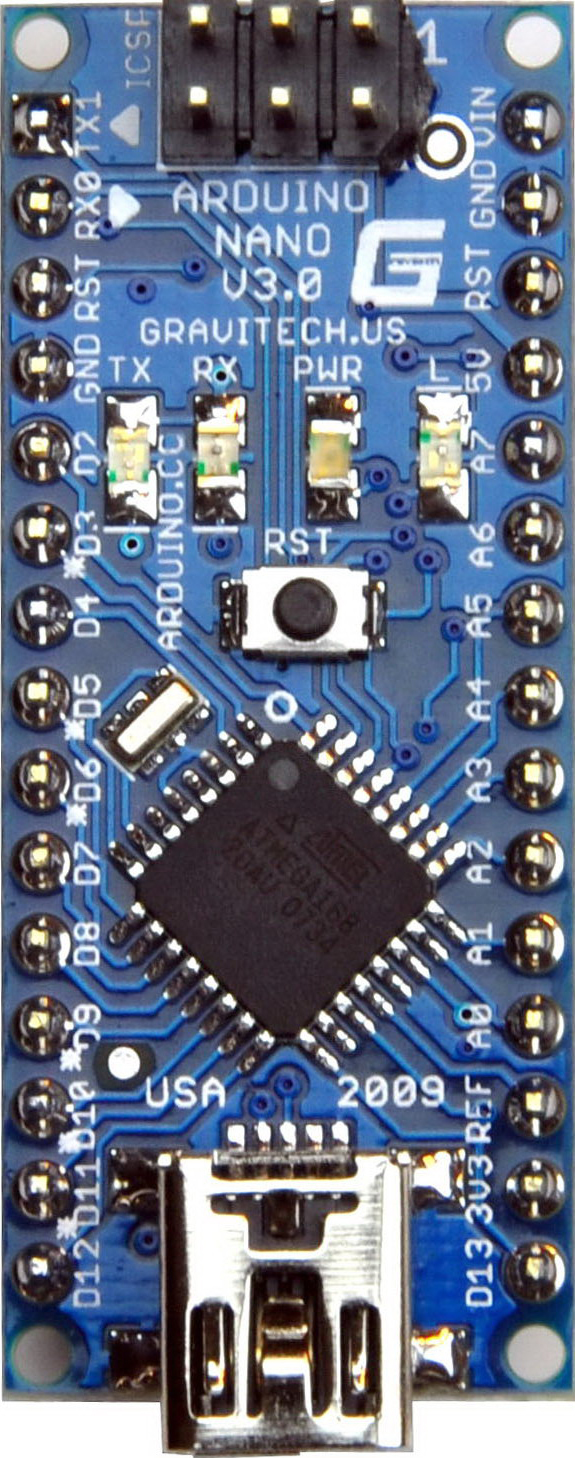 ICSP
1
TX1
RX0
RST
GND
D2
D3
D4
D5
D6
D7
D8
D9
D10
D11
D12
ARDUINO
NANO
V3.0
G
GRAVITECH.US
TX
RX
PWR
L
ARDUINO.CC
RST
ATMEL
ATMEGA168
20AU 0734
USA
2009
VIN
GND
RST
5V
A7
A6
A5
A4
A3
A2
A1
A0
REF
3V3
D13